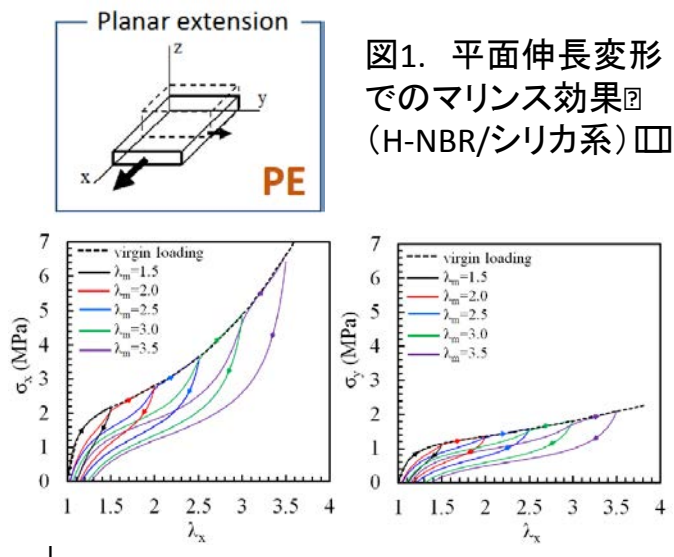 Planar extension
z
y
x
PE
図1. 平面伸長変形
でのマリンス効果⍰
（H-NBR/シリカ系）
7
6
5
4
3
2
1
0
σx (MPa)
virgin loading
λm=1.5
λm=2.0
λm=2.5
λm=3.0
λm=3.5
1 1.5 2 2.5 3 3.5 4
λx
7
6
5
4
3
2
1
0
σy (MPa)
virgin loading
λm=1.5
λm=2.0
λm=2.5
λm=3.0
λm=3.5
1 1.5 2 2.5 3 3.5 4
λx